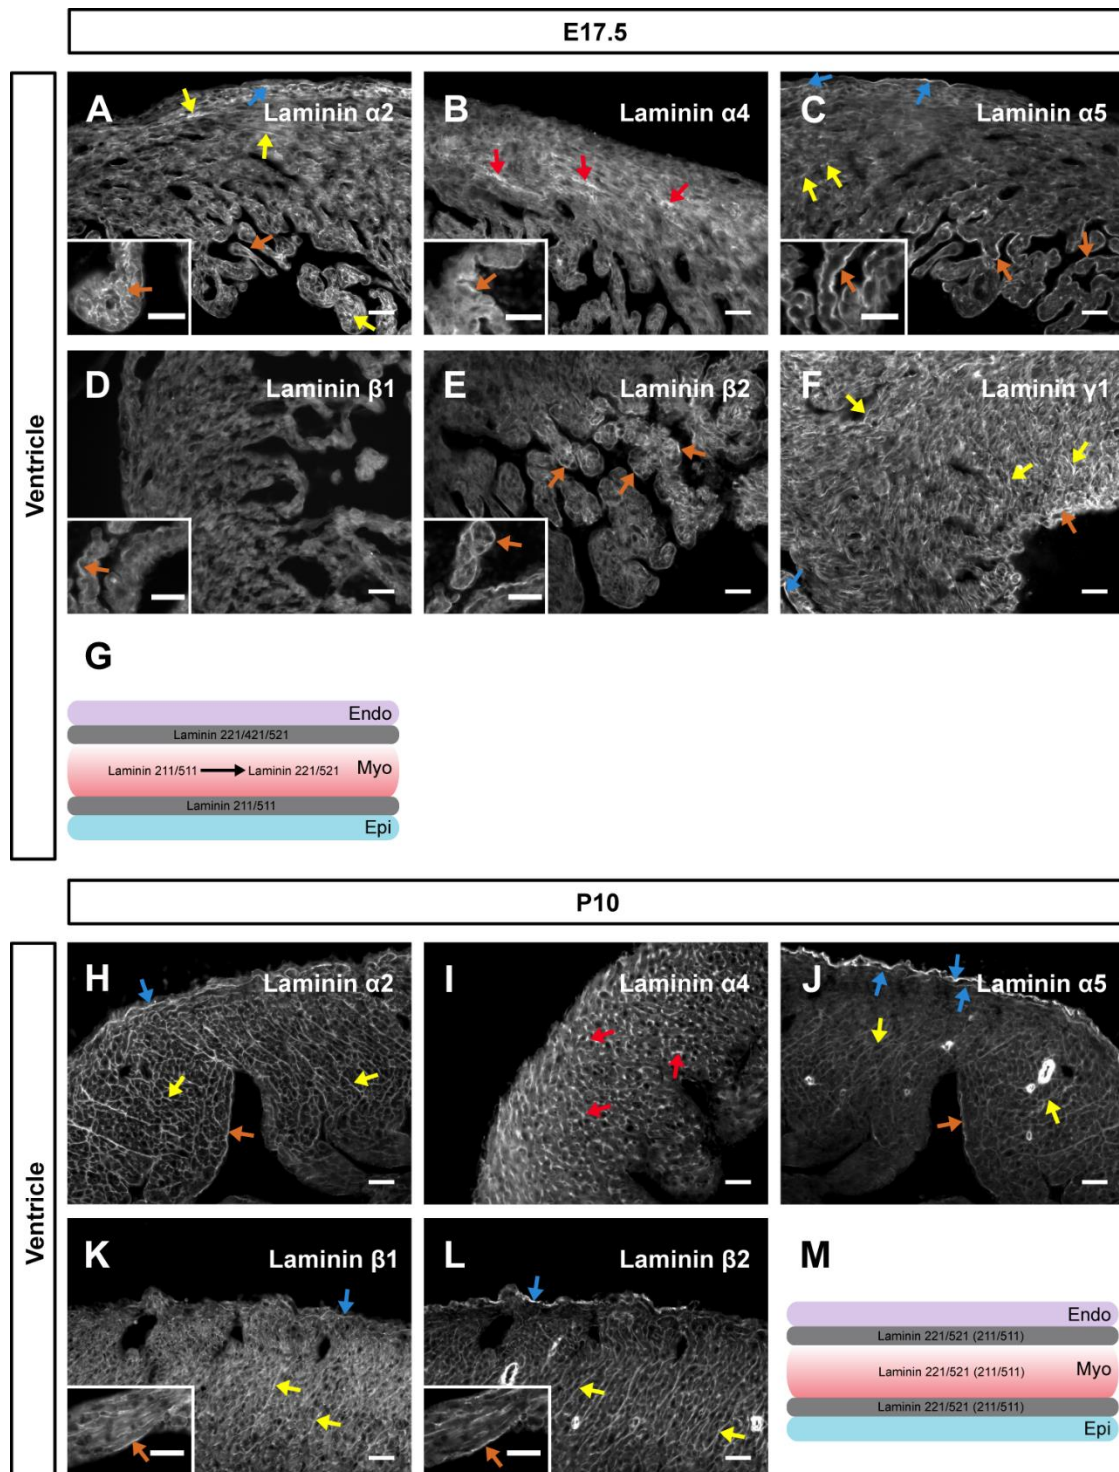 E17.5
Ventricle
A Laminin α2
B Laminin α4
C Laminin α5
D Laminin β1
E Laminin β2
F Laminin γ1
G
Endo
Laminin 221/421/521
Laminin 211/511 Laminin 221/521 Myo
Laminin 211/511
Epi
P10
Ventricle
H Laminin α2
I Laminin α4
J Laminin α5
K Laminin β1
L Laminin β2
M
Endo
Laminin 221/521 (211/511)
Laminin 221/521 (211/511) Myo
Laminin 221/521 (211/511)
Epi